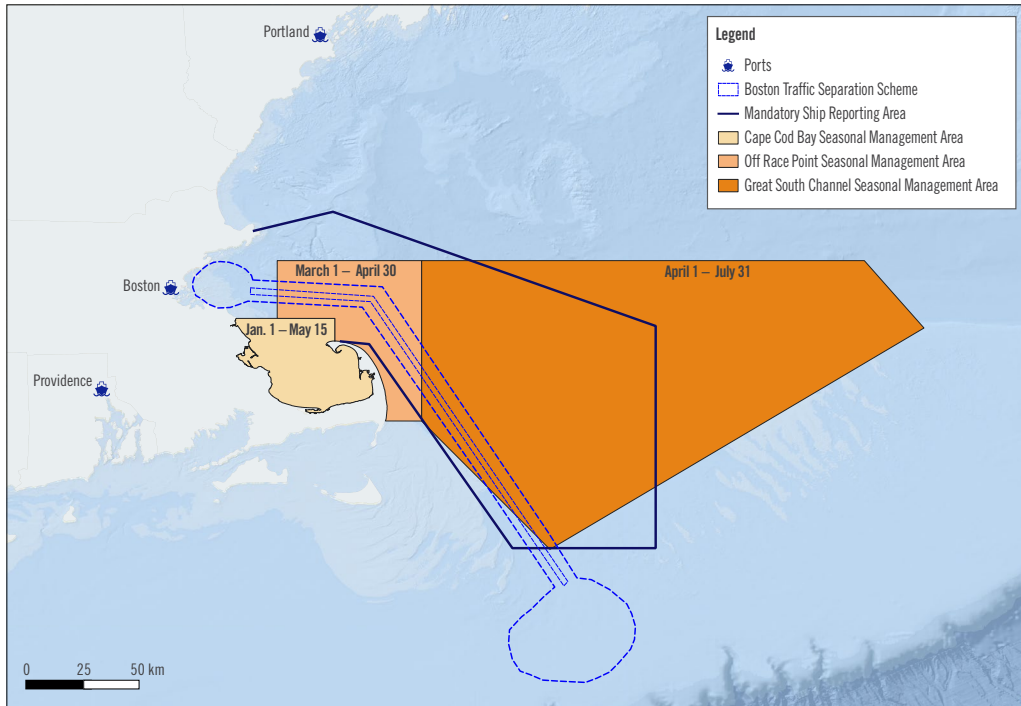 Portland
Legend
Ports
Boston Traffic Separation Scheme
Mandatory Ship Reporting Area
Cape Cod Bay Seasonal Management Area
Off Race Point Seasonal Management Area
Great South Channel Seasonal Management Area
March 1 – April 30
April 1 – July 31
Boston
Jan. 1 – May 15
Providence
0 25 50 km